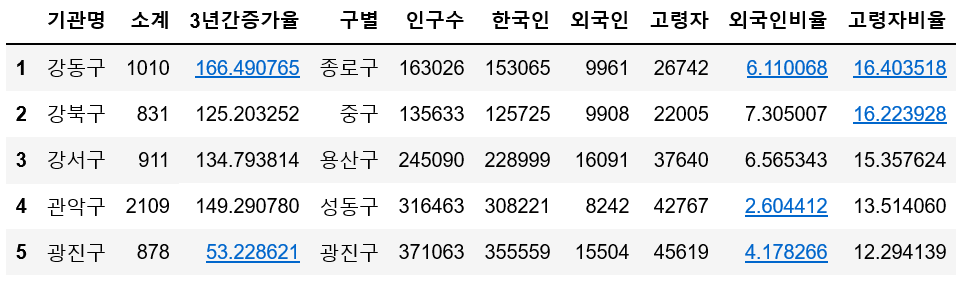 기관명 소계 3년간증가율 구별 인구수 한국인 외국인 고령자 외국인비율 고령자비율
1 강동구 1010 166.490765 종로구 163026 153065 9961 26742 6.110068 16.403518
2 강북구 831 125.203252 중구 135633 125725 9908 22005 7.305007 16.223928
3 강서구 911 134.793814 용산구 245090 228999 16091 37640 6.565343 15.357624
4 관악구 2109 149.290780 성동구 316463 308221 8242 42767 2.604412 13.514060
5 광진구 878 53.228621 광진구 371063 355559 15504 45619 4.178266 12.294139